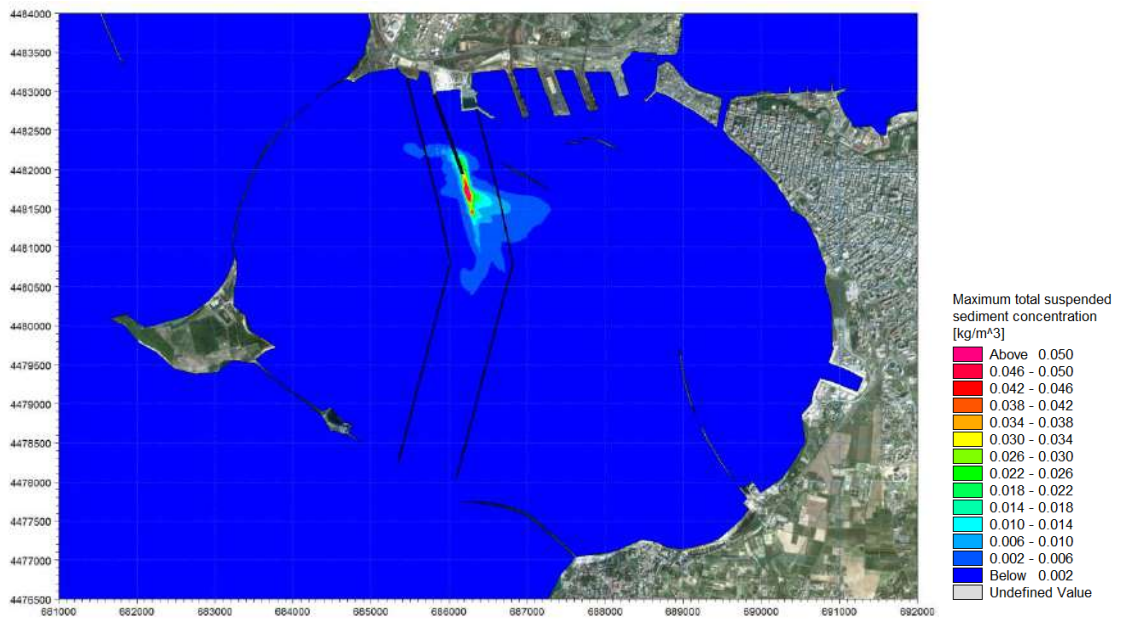 4484000
4483500
4483000
4482500
4482000
4481500
4481000
4480500
4480000
4479500
4479000
4478500
4478000
4477500
4477000
4476500
681000 682000 683000 684000 685000 686000 687000 688000 689000 690000 691000 692000
Maximum total suspended
sediment concentration
[kg/m^3]
Above 0.050
0.046 - 0.050
0.042 - 0.046
0.038 - 0.042
0.034 - 0.038
0.030 - 0.034
0.026 - 0.030
0.022 - 0.026
0.018 - 0.022
0.014 - 0.018
0.010 - 0.014
0.006 - 0.010
0.002 - 0.006
Below 0.002
Undefined Value